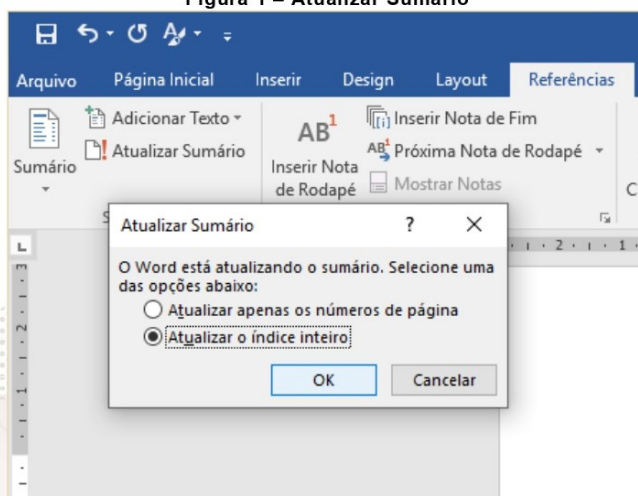 Figura 1 – Atualizar Sumário
Arquivo Página Inicial Inserir Design Layout Referências
Adicionar Texto
Atualizar Sumário
Sumário
AB1
Inserir Nota
de Rodapé
Inserir Nota de Fim
Próxima Nota de Rodapé
Mostrar Notas
Atualizar Sumário ? X
O Word está atualizando o sumário. Selecione uma
das opções abaixo:
Atualizar apenas os números de página
Atualizar o índice inteiro
OK Cancelar